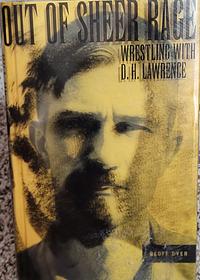 OUT OF SHEER RAGE
WRESTLING WITH
D. H. LAWRENCE
GEOFF DYER